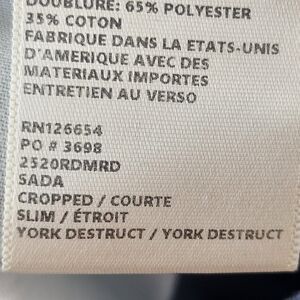 DOUBLURE: 65% POLYESTER
35% COTON
FABRIQUE DANS LA ETATS-UNIS
D'AMERIQUE AVEC DES
MATERIAUX IMPORTES
ENTRETIEN AU VERSO
RN126654
PO # 3698
2520RDMRD
SADA
CROPPED / COURTE
SLIM / ÉTROIT
YORK DESTRUCT / YORK DESTRUCT